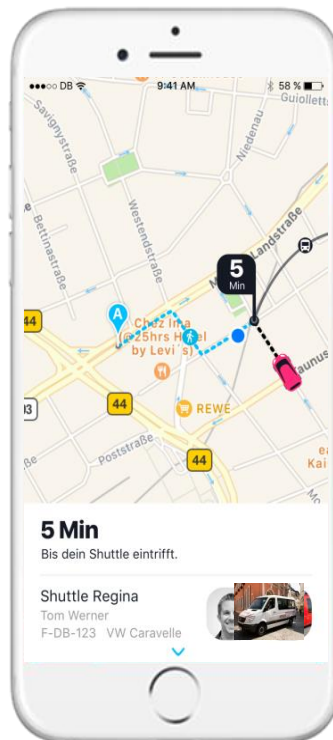 ●●●○○ DB
9:41 AM
58 %
Guiolletts
Savignystraße
Niedenau
Bettinastraße
Westendstraße
Landstraße
5
Min
A
44
Chez Ima
@25hrs Hotel
by Levi's)
Taunus
44
REWE
44
Poststraße
Kai
5 Min
Bis dein Shuttle eintrifft.
Shuttle Regina
Tom Werner
F-DB-123 VW Caravelle